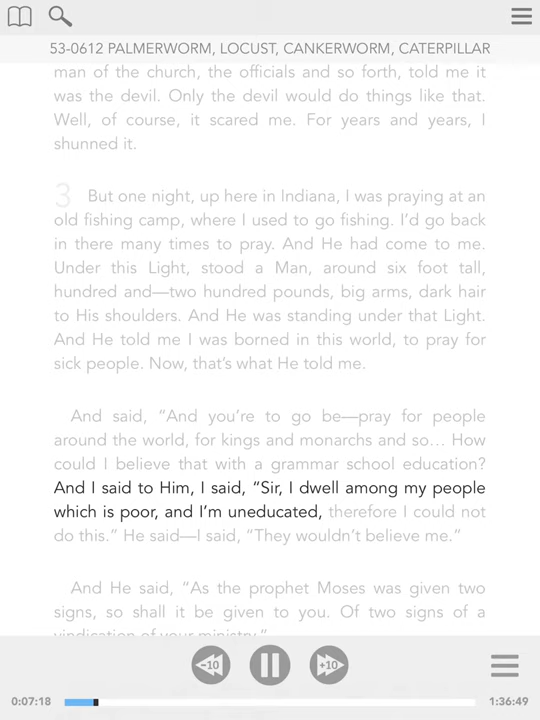 53-0612 PALMERWORM, LOCUST, CANKERWORM, CATERPILLAR
man of the church, the officials and so forth, told me it
was the devil. Only the devil would do things like that.
Well, of course, it scared me. For years and years, I
shunned it.
3 But one night, up here in Indiana, I was praying at an
old fishing camp, where I used to go fishing. I’d go back
in there many times to pray. And He had come to me.
Under this Light, stood a Man, around six foot tall,
hundred and—two hundred pounds, big arms, dark hair
to His shoulders. And He was standing under that Light.
And He told me I was borned in this world, to pray for
sick people. Now, that’s what He told me.
And said, “And you’re to go be—pray for people
around the world, for kings and monarchs and so… How
could I believe that with a grammar school education?
And I said to Him, I said, “Sir, I dwell among my people
which is poor, and I’m uneducated, therefore I could not
do this.” He said—I said, “They wouldn’t believe me.”
And He said, “As the prophet Moses was given two
signs, so shall it be given to you. Of two signs of a
vindication of your ministry.”
-10
+10
0:07:18
1:36:49